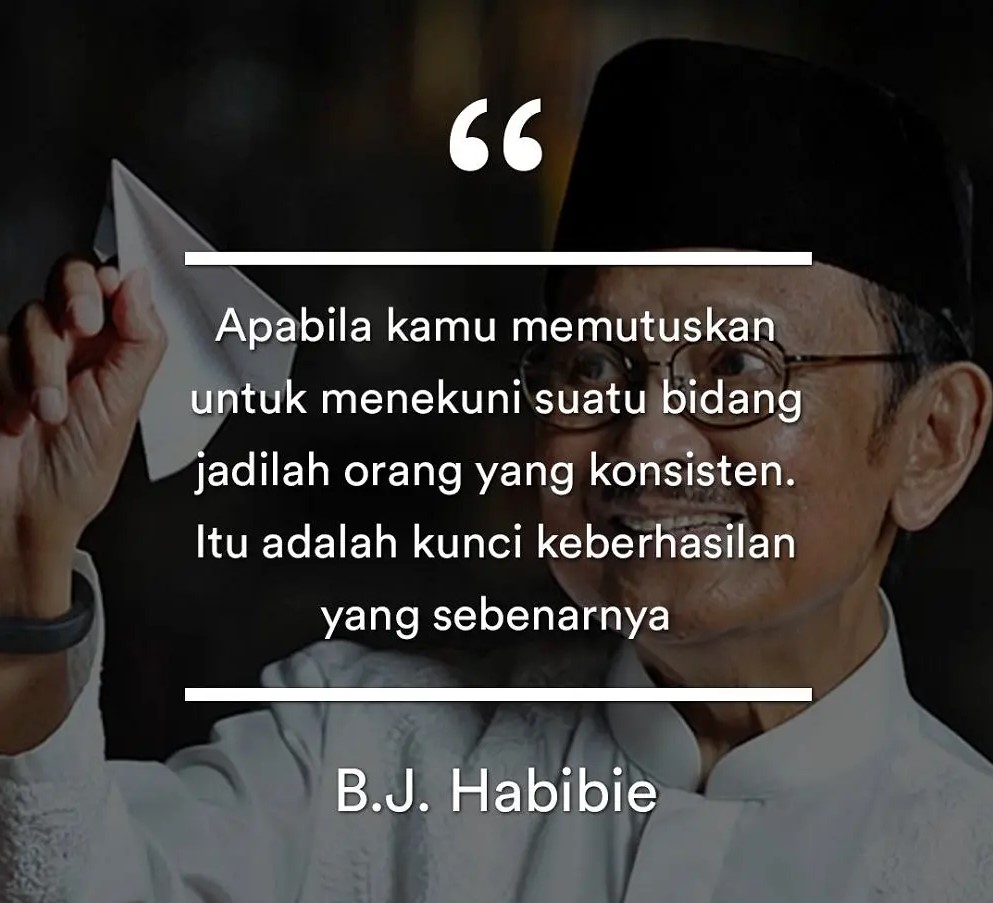 “
Apabila kamu memutuskan
untuk menekuni suatu bidang
jadilah orang yang konsisten.
Itu adalah kunci keberhasilan
yang sebenarnya
B.J. Habibie